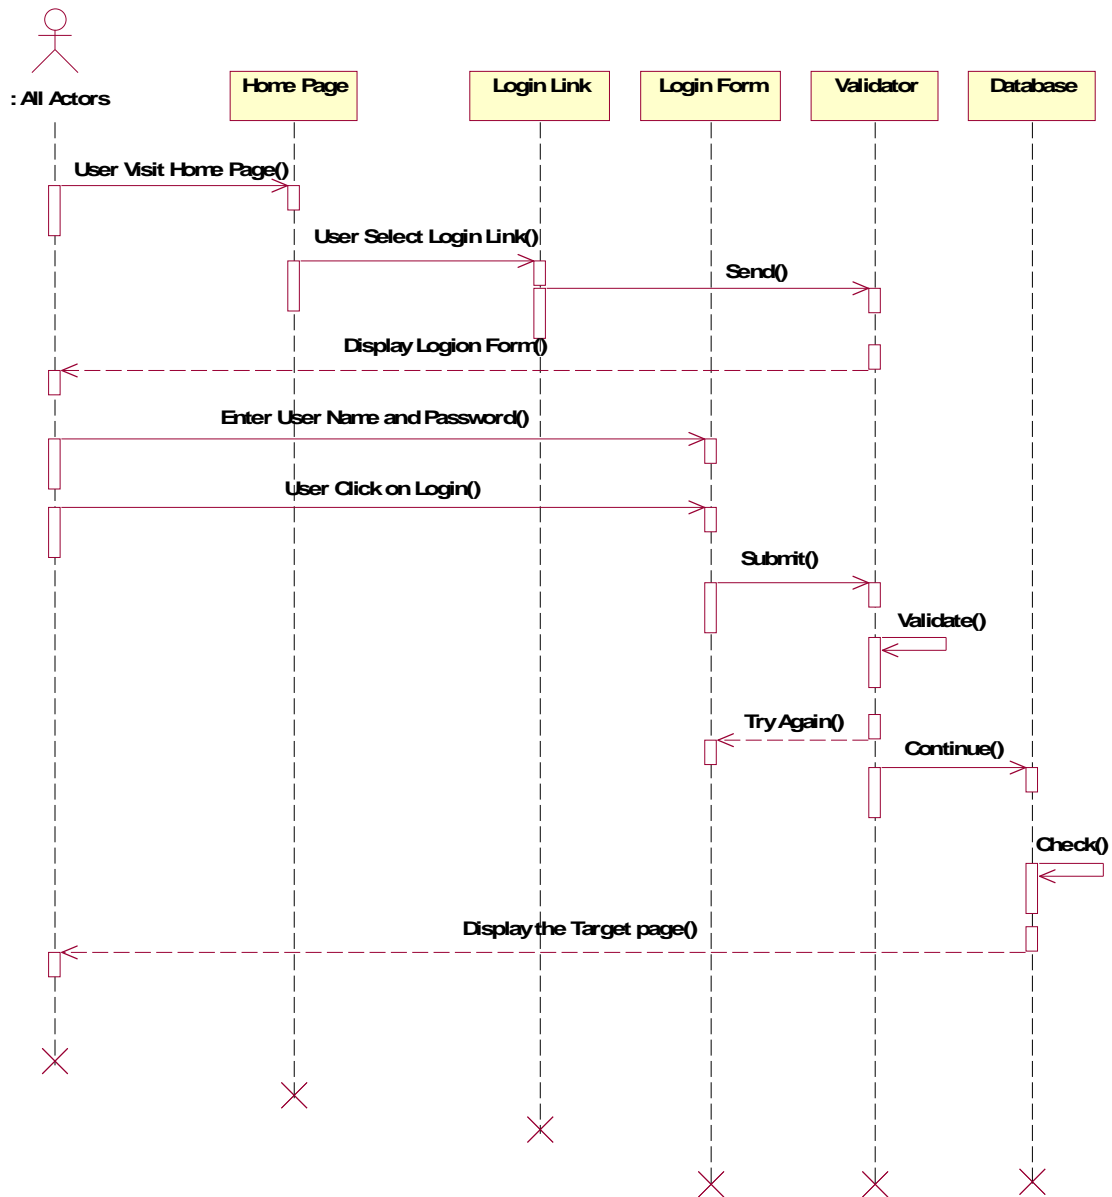 : All Actors
Home Page
Login Link
Login Form
Validator
Database
User Visit Home Page()
User Select Login Link()
Send()
Display Logion Form()
Enter User Name and Password()
User Click on Login()
Submit()
Validate()
Try Again()
Continue()
Check()
Display the Target page()